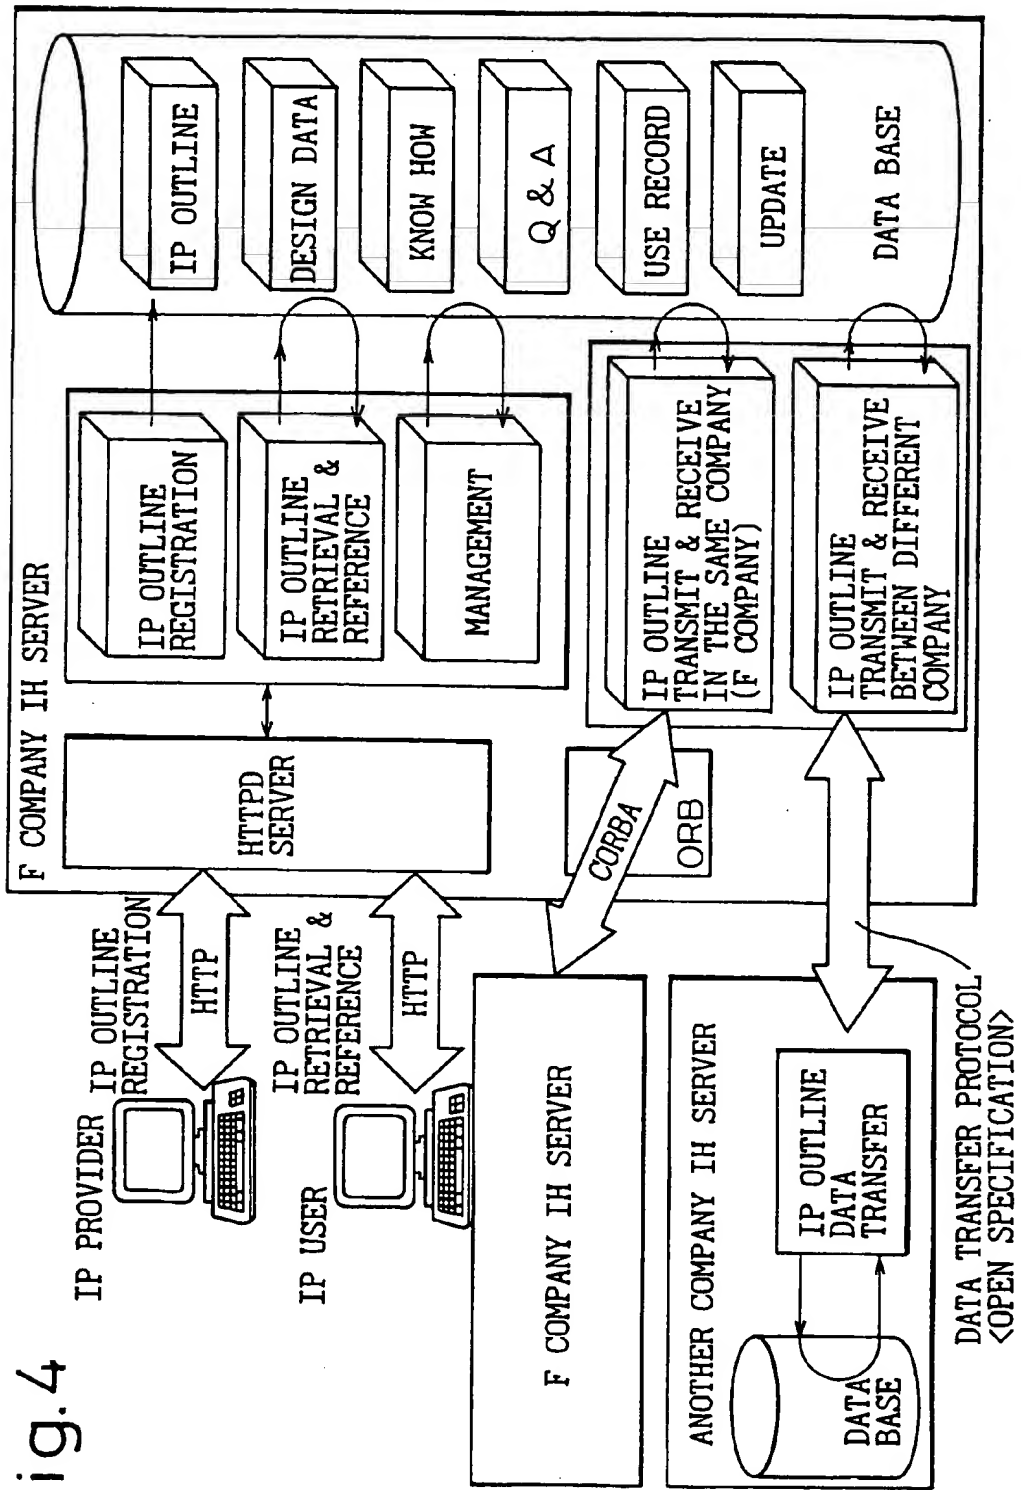 ig.4
F COMPANY IH SERVER
IP PROVIDER
IP OUTLINE
REGISTRATION
HTTP
IP USER
IP OUTLINE
RETRIEVAL &
REFERENCE
HTTP
HTTPD
SERVER
IP OUTLINE
REGISTRATION
IP OUTLINE
RETRIEVAL &
REFERENCE
MANAGEMENT
IP OUTLINE
DESIGN DATA
KNOW HOW
Q & A
USE RECORD
UPDATE
DATA BASE
F COMPANY IH SERVER
CORBA
ORB
IP OUTLINE
TRANSMIT & RECEIVE
IN THE SAME COMPANY
(F COMPANY)
IP OUTLINE
TRANSMIT & RECEIVE
BETWEEN DIFFERENT
COMPANY
ANOTHER COMPANY IH SERVER
DATA
BASE
IP OUTLINE
DATA
TRANSFER
DATA TRANSFER PROTOCOL
<OPEN SPECIFICATION>